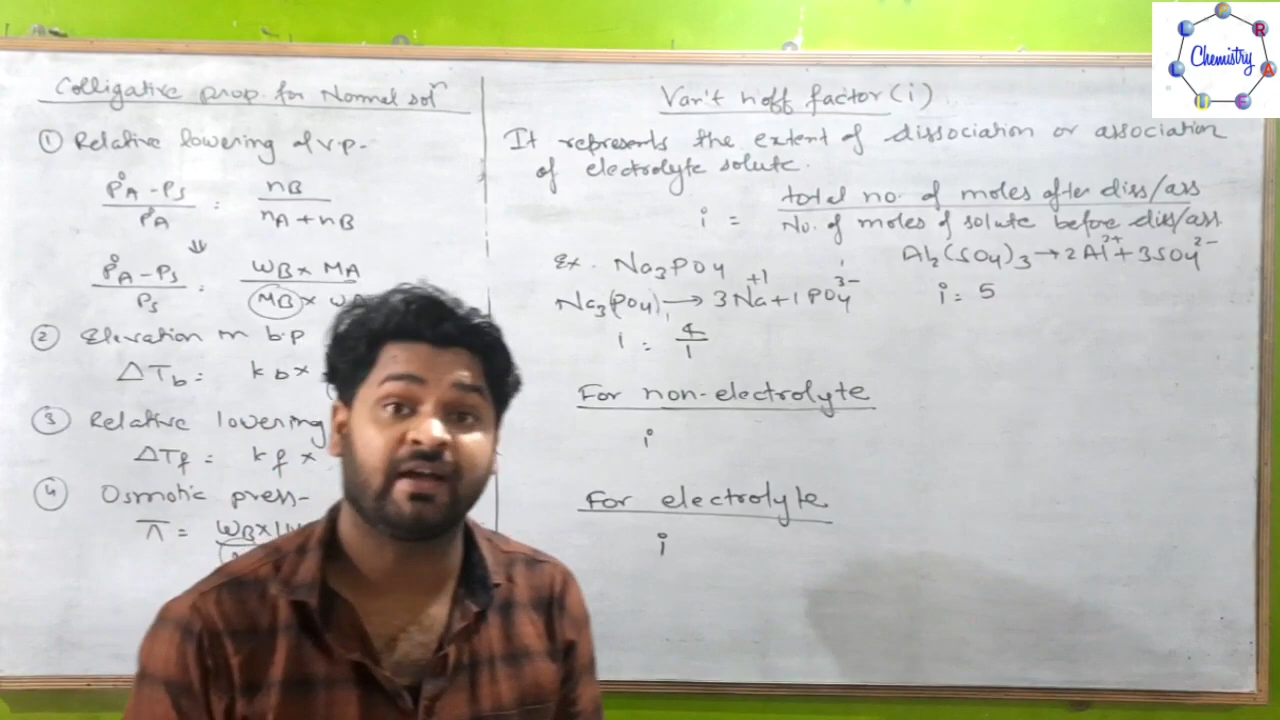 Colligative prop. for Normal solⁿ
① Relative lowering of v.p.-
P°A - Ps / P°A = nB / nA + nB
⇓
P°A - Ps / Ps = WB × MA / MB × W
② Elevation in b.p
ΔTb = kb ×
③ Relative lowering
ΔTf = kf ×
④ Osmotic press-
π = WB ×
Van't hoff factor (i)
It represents the extent of dissociation or association
of electrolyte solute.
i = total no. of moles after diss/ass / No. of moles of solute before diss/ass.
Ex. Na3PO4
Na3(PO4)1 → 3Na+1 + 1PO4 3-
i = 4/1
Al2(SO4)3 → 2Al2+ + 3SO4 2-
i = 5
For non-electrolyte
i
For electrolyte
i
PRALLEL
Chemistry